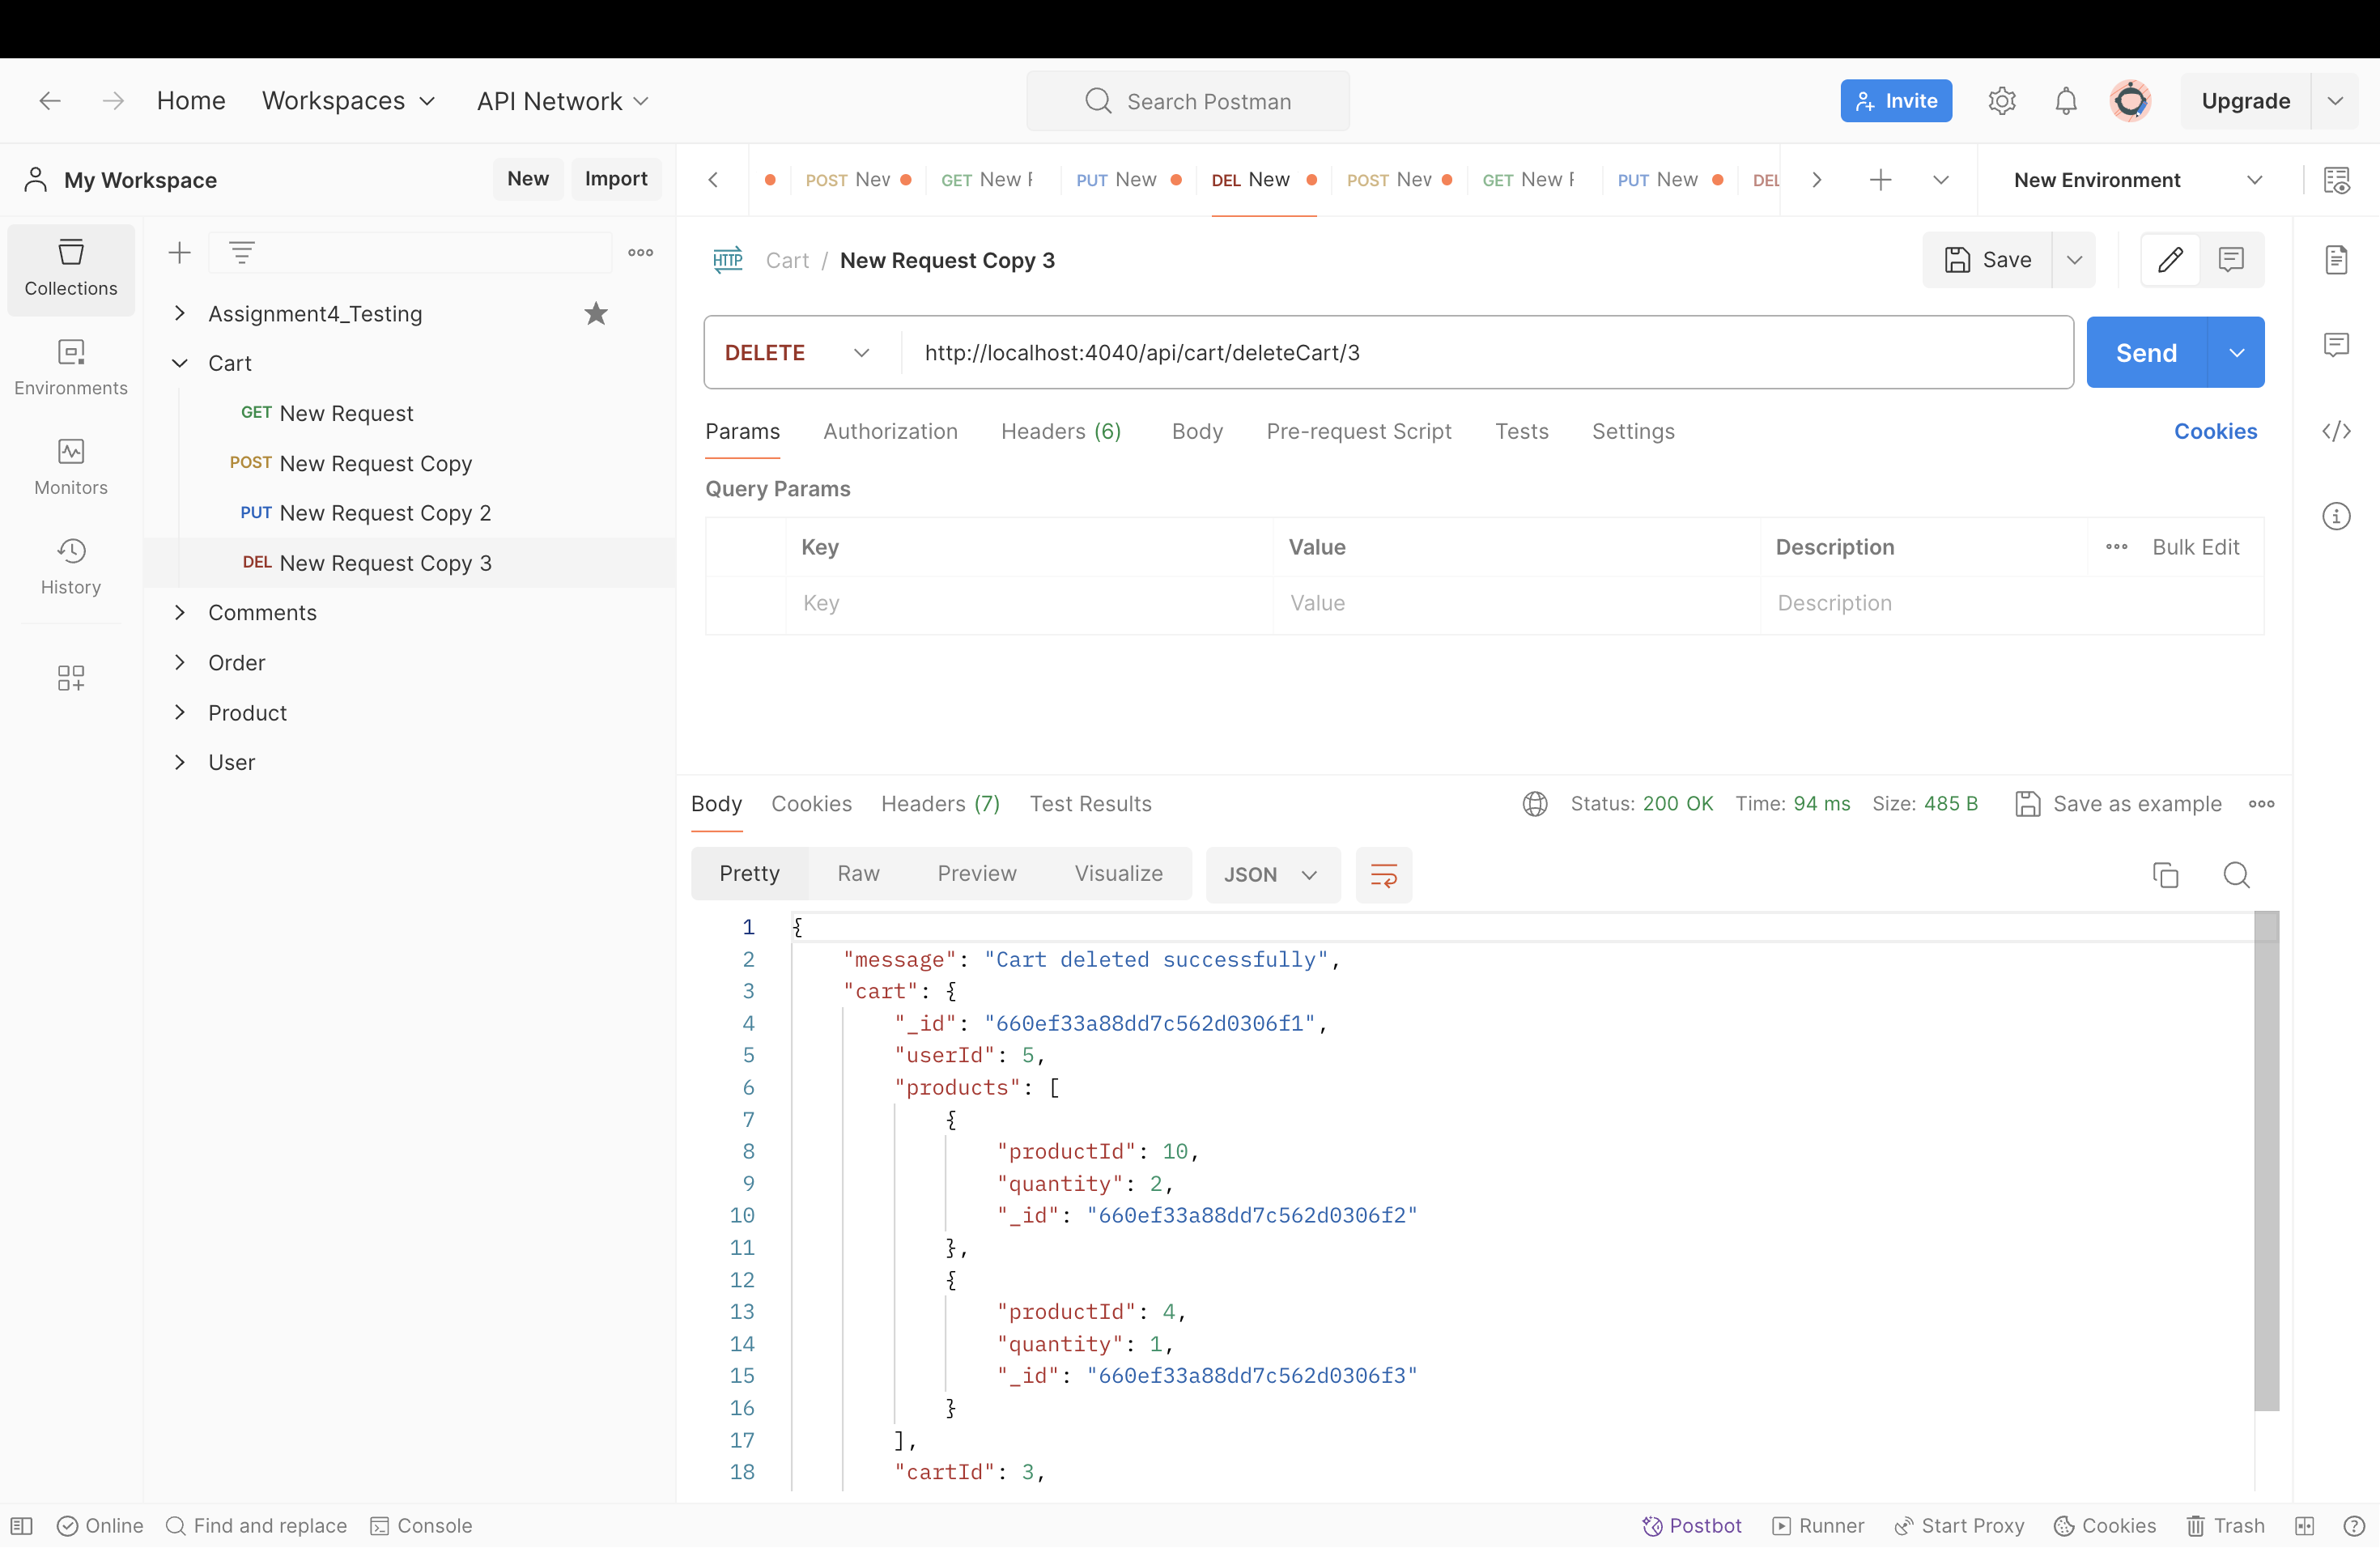 Home Workspaces API Network Search Postman Invite Upgrade
My Workspace New Import
POST New GET New PUT New DEL New POST New GET New PUT New DEL New Environment
Collections
Environments
Monitors
History
Assignment4_Testing
Cart
GET New Request
POST New Request Copy
PUT New Request Copy 2
DEL New Request Copy 3
Comments
Order
Product
User
HTTP Cart / New Request Copy 3 Save
DELETE http://localhost:4040/api/cart/deleteCart/3 Send
Params Authorization Headers (6) Body Pre-request Script Tests Settings Cookies
Query Params
Key Value Description Bulk Edit
Key Value Description
Body Cookies Headers (7) Test Results Status: 200 OK Time: 94 ms Size: 485 B Save as example
Pretty Raw Preview Visualize JSON
1 {
2 "message": "Cart deleted successfully",
3 "cart": {
4 "_id": "660ef33a88dd7c562d0306f1",
5 "userId": 5,
6 "products": [
7 {
8 "productId": 10,
9 "quantity": 2,
10 "_id": "660ef33a88dd7c562d0306f2"
11 },
12 {
13 "productId": 4,
14 "quantity": 1,
15 "_id": "660ef33a88dd7c562d0306f3"
16 }
17 ],
18 "cartId": 3,
Online Find and replace Console Postbot Runner Start Proxy Cookies Trash